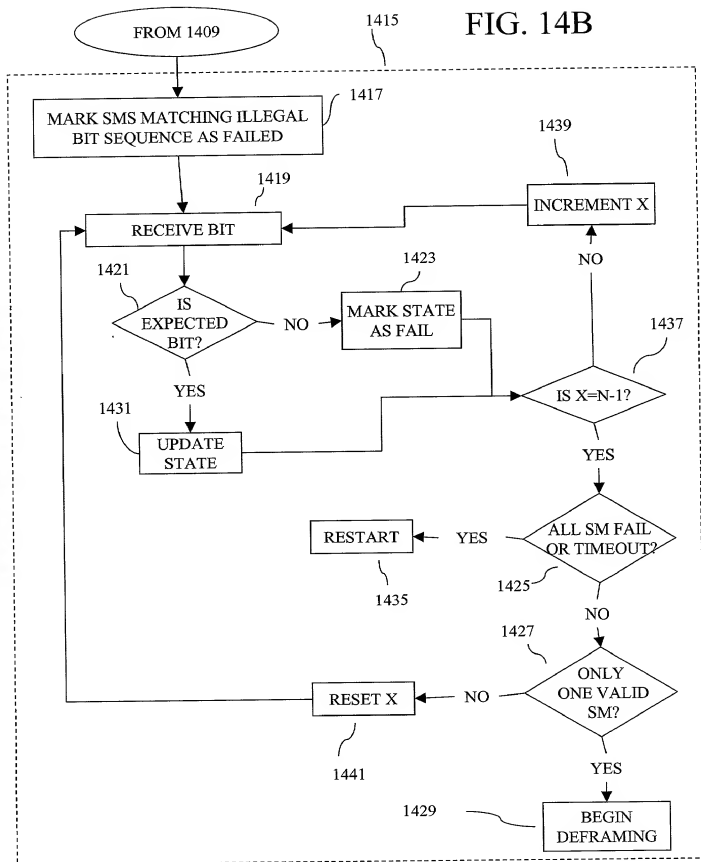 FROM 1409
1415
FIG. 14B
MARK SMS MATCHING ILLEGAL
BIT SEQUENCE AS FAILED
1417
1439
1419
RECEIVE BIT
INCREMENT X
1421
IS
EXPECTED
BIT?
NO
1423
MARK STATE
AS FAIL
NO
1437
IS X=N-1?
YES
1431
UPDATE
STATE
YES
RESTART
YES
ALL SM FAIL
OR TIMEOUT?
1435
1425
NO
1427
ONLY
ONE VALID
SM?
RESET X
NO
1441
YES
1429
BEGIN
DEFRAMING